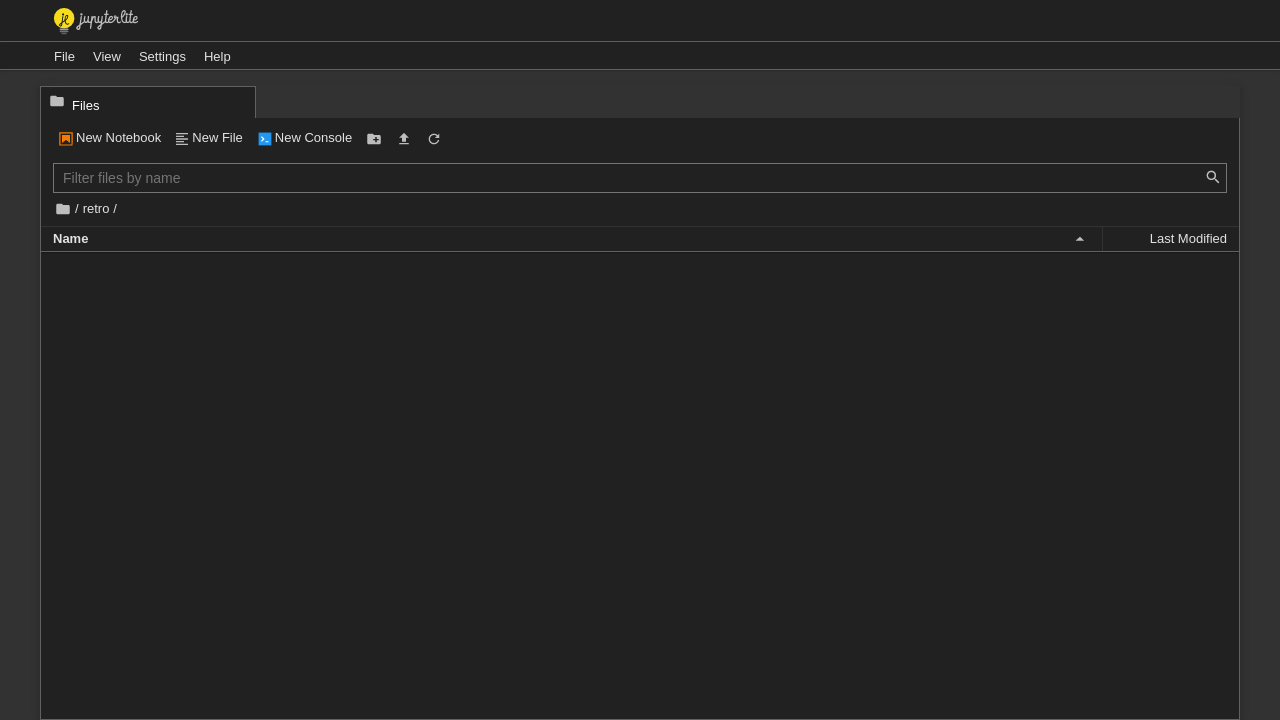 jupyterlite
File View Settings Help
Files
New Notebook New File New Console
Filter files by name
/ retro /
Name Last Modified